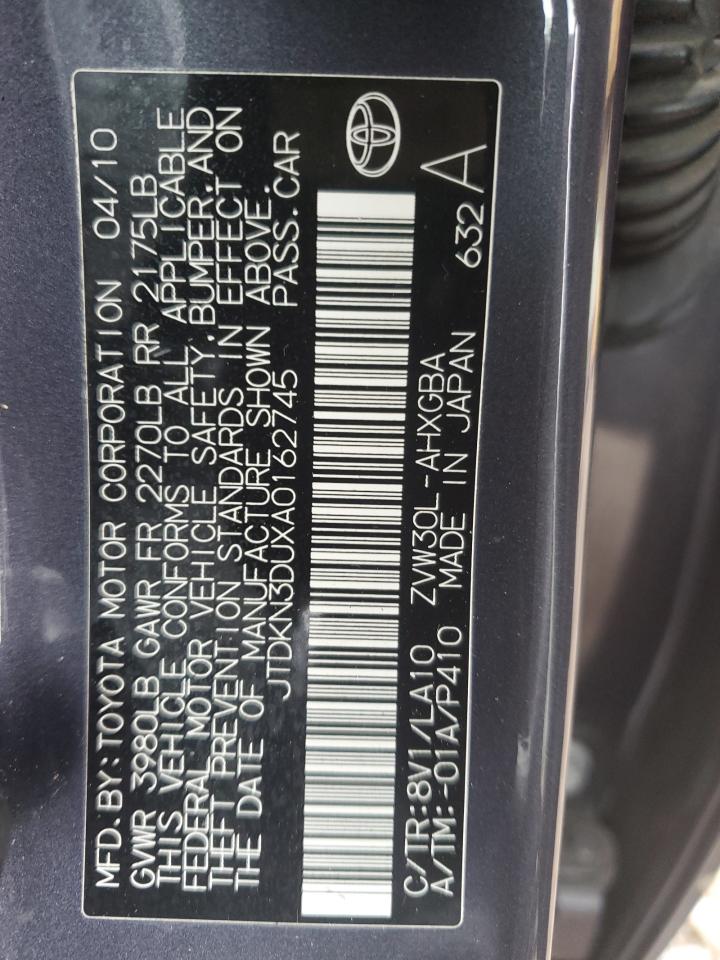 MFD.BY:TOYOTA MOTOR CORPORATION 04/10
GVWR 3980LB GAWR FR 2270LB RR 2175LB
THIS VEHICLE CONFORMS TO ALL APPLICABLE
FEDERAL MOTOR VEHICLE SAFETY,BUMPER,AND
THEFT PREVENTION STANDARDS IN EFFECT ON
THE DATE OF MANUFACTURE SHOWN ABOVE.
JTDKN3DUXA0162745 PASS.CAR
C/TR:8V1/LA10 ZVW30L-AHXGBA 632 A
A/TM:-01A/P410 MADE IN JAPAN